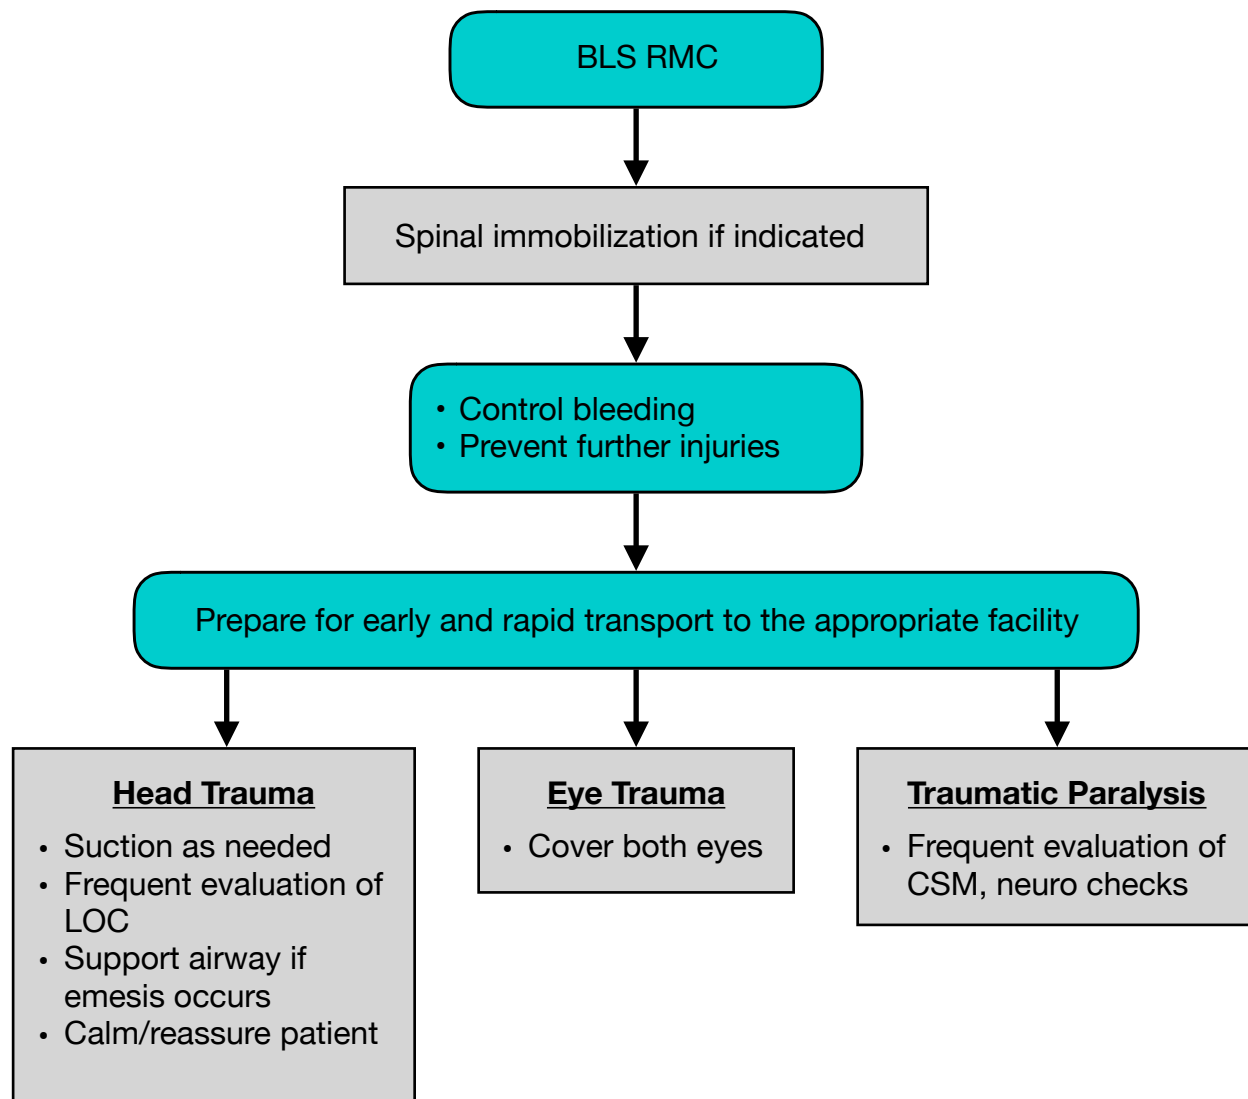 BLS RMC
Spinal immobilization if indicated
• Control bleeding
• Prevent further injuries
Prepare for early and rapid transport to the appropriate facility
Head Trauma
• Suction as needed
• Frequent evaluation of
LOC
• Support airway if
emesis occurs
• Calm/reassure patient
Eye Trauma
• Cover both eyes
Traumatic Paralysis
• Frequent evaluation of
CSM, neuro checks